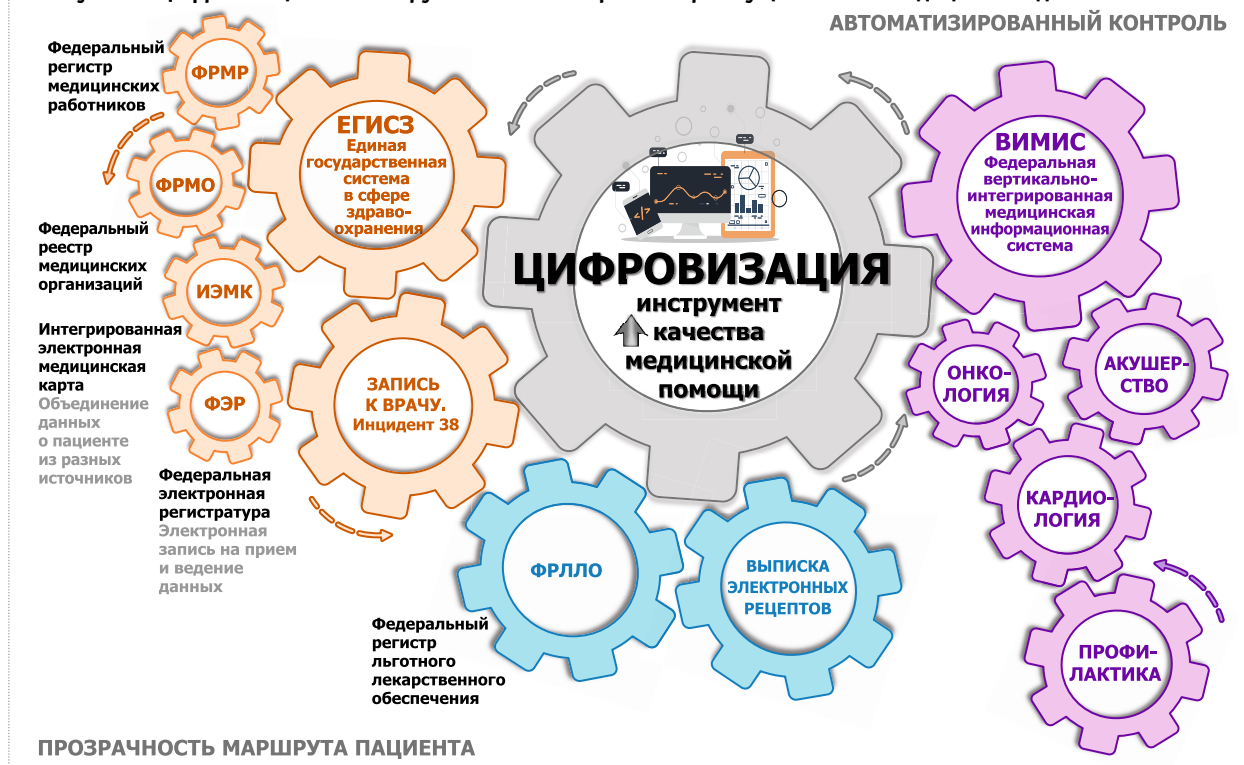 АВТОМАТИЗИРОВАННЫЙ КОНТРОЛЬ
Федеральный
регистр
медицинских
работников
ФРМР
ФРМО
Федеральный
реестр
медицинских
организаций
ИЭМК
Интегрированная
электронная
медицинская
карта
Объединение
данных
о пациенте
из разных
источников
ФЭР
Федеральная
электронная
регистратура
Электронная
запись на прием
и ведение
данных
ЕГИСЗ
Единая
государственная
система
в сфере
здраво-
охранения
ЗАПИСЬ
К ВРАЧУ.
Инцидент 38
ЦИФРОВИЗАЦИЯ
инструмент
качества
медицинской
помощи
ФРЛЛО
Федеральный
регистр
льготного
лекарственного
обеспечения
ВЫПИСКА
ЭЛЕКТРОННЫХ
РЕЦЕПТОВ
ВИМИС
Федеральная
вертикально-
интегрированная
медицинская
информационная
система
ОНКО-
ЛОГИЯ
АКУШЕР-
СТВО
КАРДИО-
ЛОГИЯ
ПРОФИ-
ЛАКТИКА
ПРОЗРАЧНОСТЬ МАРШРУТА ПАЦИЕНТА